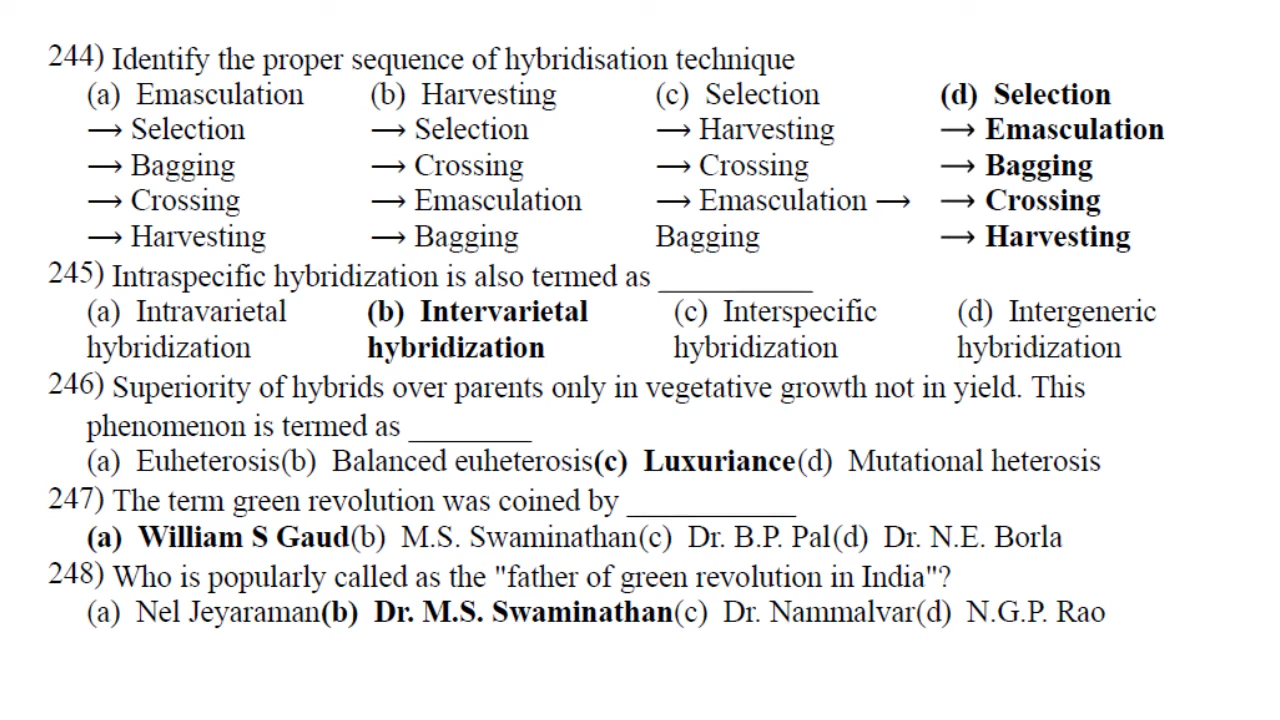 244) Identify the proper sequence of hybridisation technique
(a) Emasculation (b) Harvesting (c) Selection (d) Selection
→ Selection → Selection → Harvesting → Emasculation
→ Bagging → Crossing → Crossing → Bagging
→ Crossing → Emasculation → Emasculation → → Crossing
→ Harvesting → Bagging Bagging → Harvesting
245) Intraspecific hybridization is also termed as __________
(a) Intravarietal (b) Intervarietal (c) Interspecific (d) Intergeneric
hybridization hybridization hybridization hybridization
246) Superiority of hybrids over parents only in vegetative growth not in yield. This
phenomenon is termed as ________
(a) Euheterosis(b) Balanced euheterosis(c) Luxuriance(d) Mutational heterosis
247) The term green revolution was coined by ___________
(a) William S Gaud(b) M.S. Swaminathan(c) Dr. B.P. Pal(d) Dr. N.E. Borla
248) Who is popularly called as the "father of green revolution in India"?
(a) Nel Jeyaraman(b) Dr. M.S. Swaminathan(c) Dr. Nammalvar(d) N.G.P. Rao